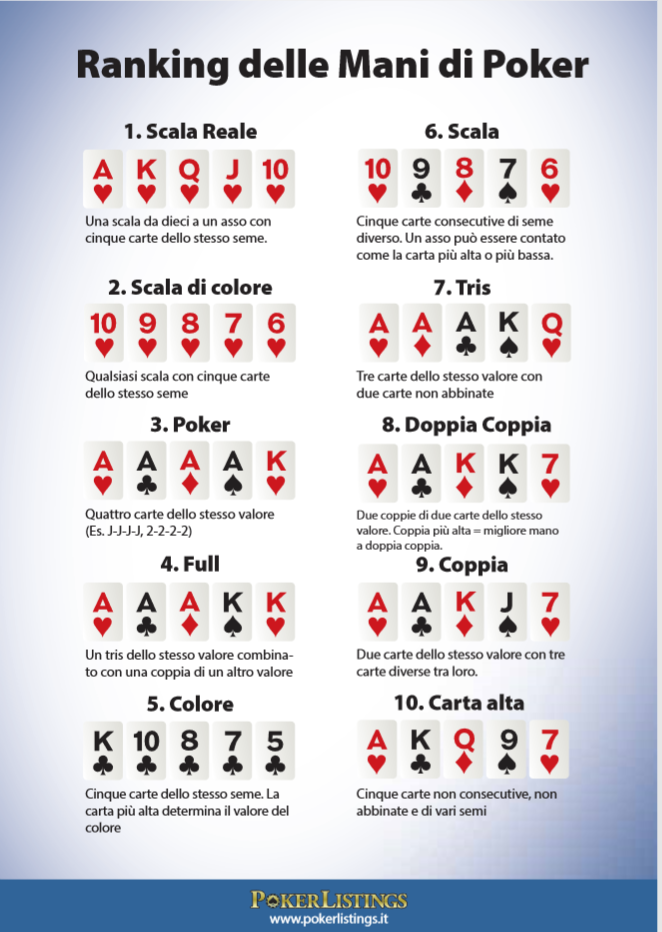 Ranking delle Mani di Poker
1. Scala Reale
A K Q J 10
Una scala da dieci a un asso con
cinque carte dello stesso seme.
2. Scala di colore
10 9 8 7 6
Qualsiasi scala con cinque carte
dello stesso seme
3. Poker
A A A A K
Quattro carte dello stesso valore
(Es. J-J-J-J, 2-2-2-2)
4. Full
A A A K K
Un tris dello stesso valore combina-
to con una coppia di un altro valore
5. Colore
K 10 8 7 5
Cinque carte dello stesso seme. La
carta più alta determina il valore del
colore
6. Scala
10 9 8 7 6
Cinque carte consecutive di seme
diverso. Un asso può essere contato
come la carta più alta o più bassa.
7. Tris
A A A K Q
Tre carte dello stesso valore con
due carte non abbinate
8. Doppia Coppia
A A K K 7
Due coppie di due carte dello stesso
valore. Coppia più alta = migliore mano
a doppia coppia.
9. Coppia
A A K J 7
Due carte dello stesso valore con tre
carte diverse tra loro.
10. Carta alta
A K Q 9 7
Cinque carte non consecutive, non
abbinate e di vari semi
POKERLISTINGS
www.pokerlistings.it